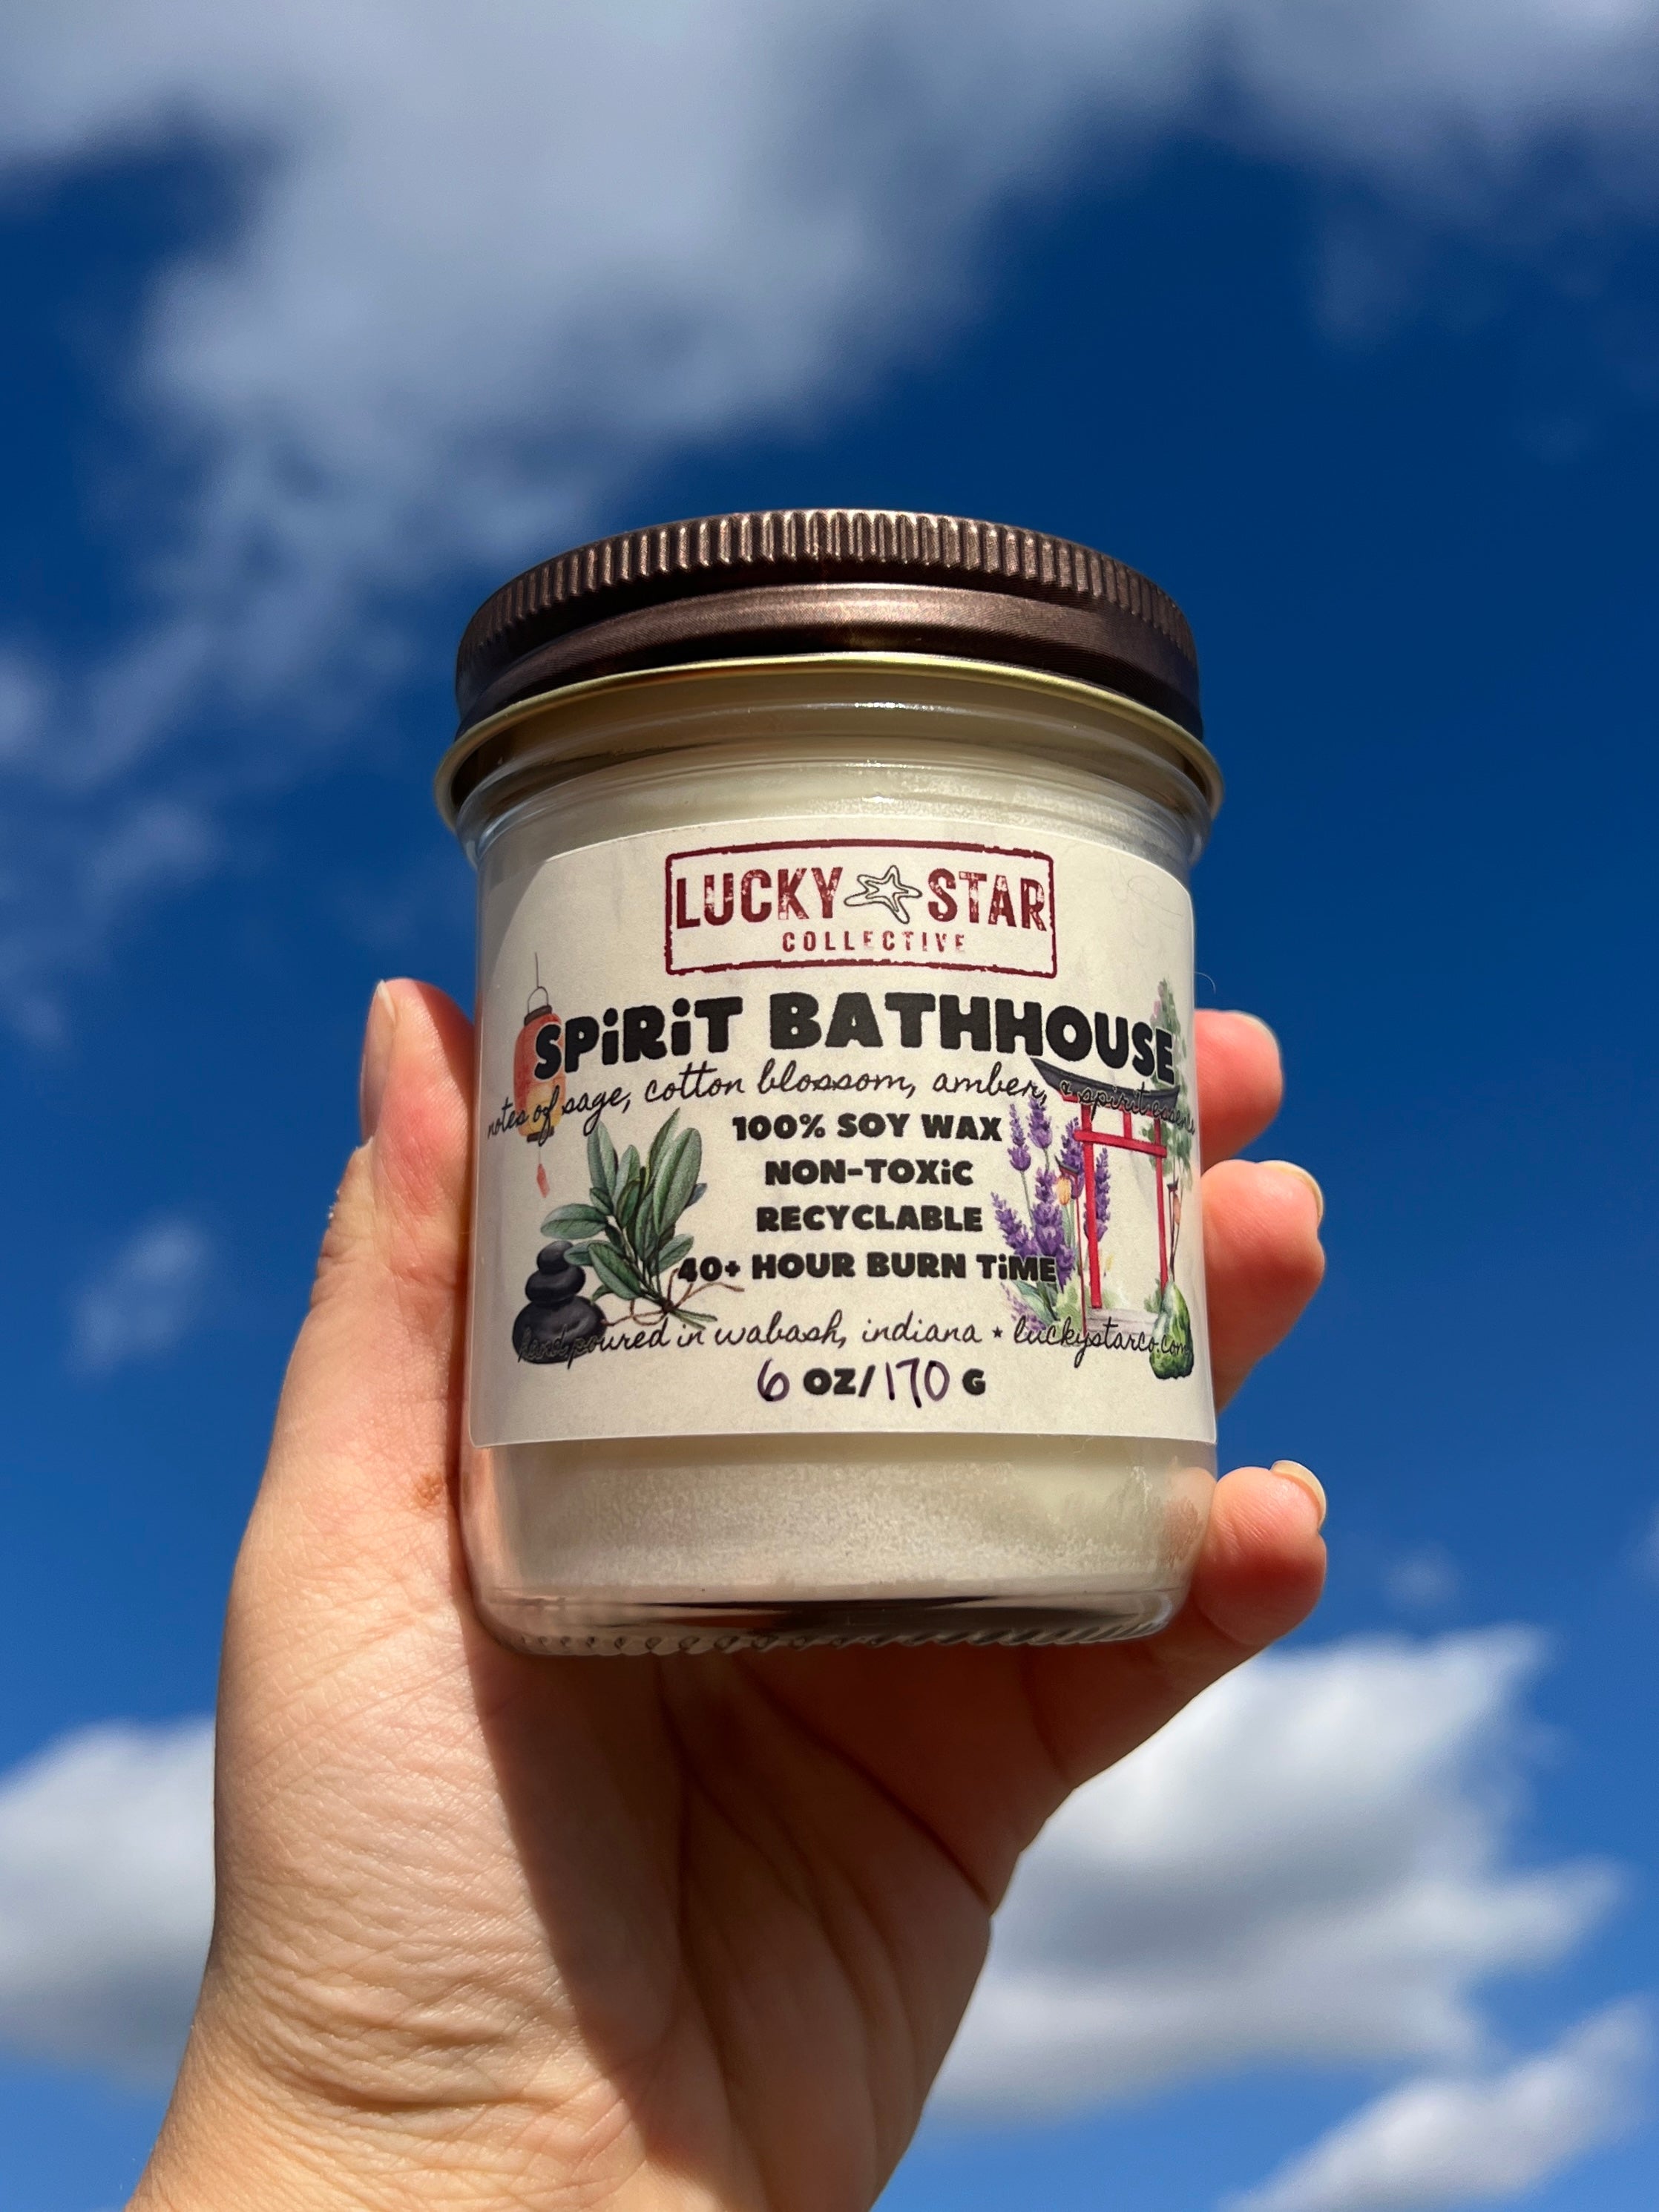 LUCKY STAR
COLLECTIVE
SPiRiT BATHHOUSE
notes of sage, cotton blossom, amber, & spirit essence
100% SOY WAX
NON-TOXiC
RECYCLABLE
40+ HOUR BURN TiME
hand poured in wabash, indiana ★ luckystarco.com
6 OZ/170 G